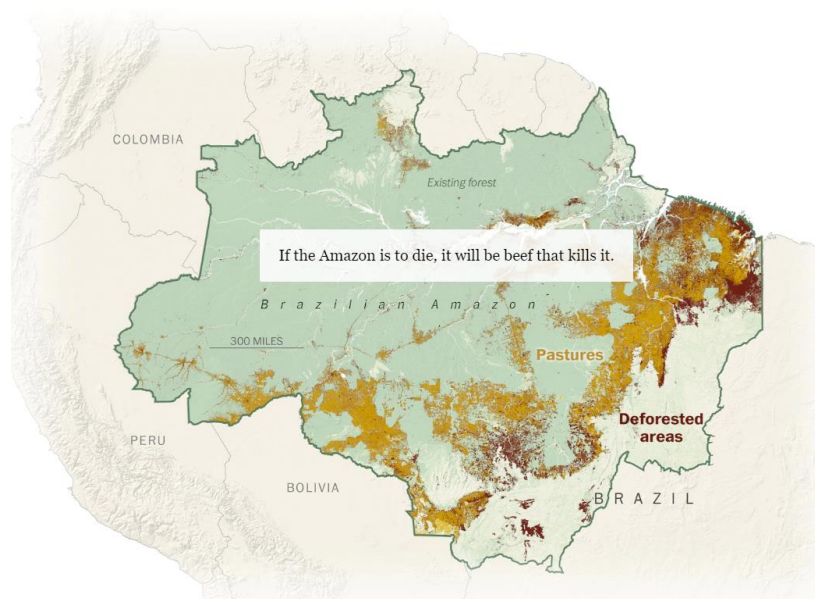 COLOMBIA
Existing forest
If the Amazon is to die, it will be beef that kills it.
Brazilian Amazon
300 MILES
Pastures
Deforested
areas
PERU
BOLIVIA
BRAZIL